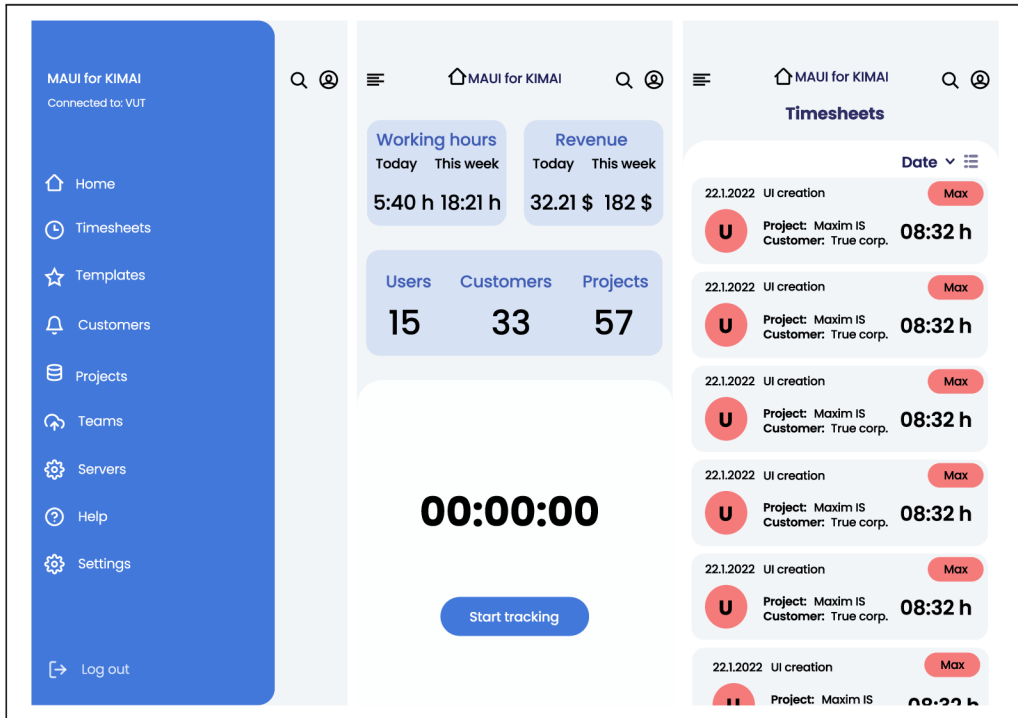 MAUI for KIMAI
Connected to: VUT
Home
Timesheets
Templates
Customers
Projects
Teams
Servers
Help
Settings
Log out
MAUI for KIMAI
Working hours
Today This week
5:40 h 18:21 h
Revenue
Today This week
32.21 $ 182 $
Users Customers Projects
15 33 57
00:00:00
Start tracking
MAUI for KIMAI
Timesheets
Date
22.1.2022 UI creation Max
U Project: Maxim IS
Customer: True corp. 08:32 h
22.1.2022 UI creation Max
U Project: Maxim IS
Customer: True corp. 08:32 h
22.1.2022 UI creation Max
U Project: Maxim IS
Customer: True corp. 08:32 h
22.1.2022 UI creation Max
U Project: Maxim IS
Customer: True corp. 08:32 h
22.1.2022 UI creation Max
U Project: Maxim IS
Customer: True corp. 08:32 h
22.1.2022 UI creation Max
U Project: Maxim IS 08:32 h